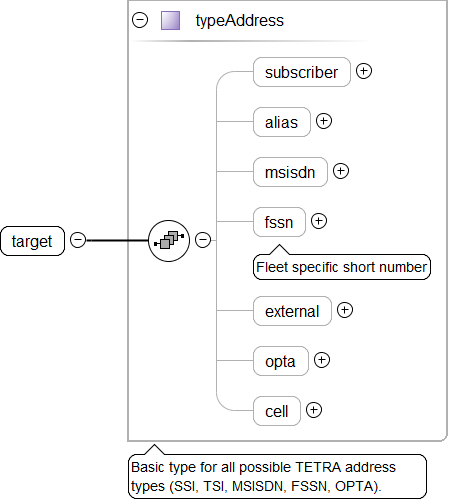 typeAddress
subscriber
alias
msisdn
fssn
target
Fleet specific short number
external
opta
cell
Basic type for all possible TETRA address
types (SSI, TSI, MSISDN, FSSN, OPTA).